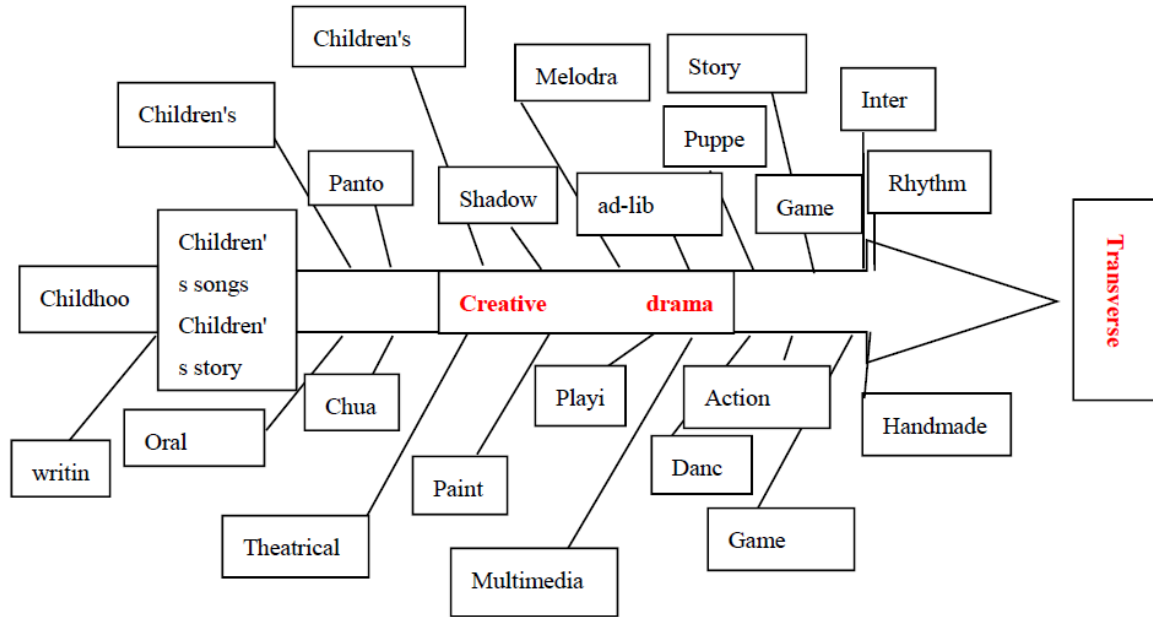 Children's
Story
Melodra
Inter
Children's
Puppe
Panto
Rhythm
Shadow
ad-lib
Game
Children'
s songs
Children'
s story
Childhoo
Creative drama
Transverse
Chua
Playi
Action
Handmade
Oral
writin
Paint
Danc
Theatrical
Game
Multimedia